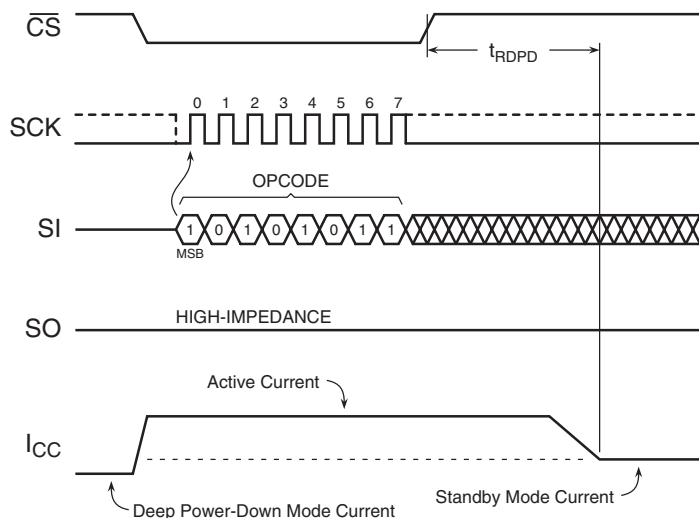 CS
t_RDPD
0 1 2 3 4 5 6 7
SCK
OPCODE
SI
1 0 1 0 1 0 1 1
MSB
HIGH-IMPEDANCE
SO
Active Current
I_CC
Deep Power-Down Mode Current
Standby Mode Current